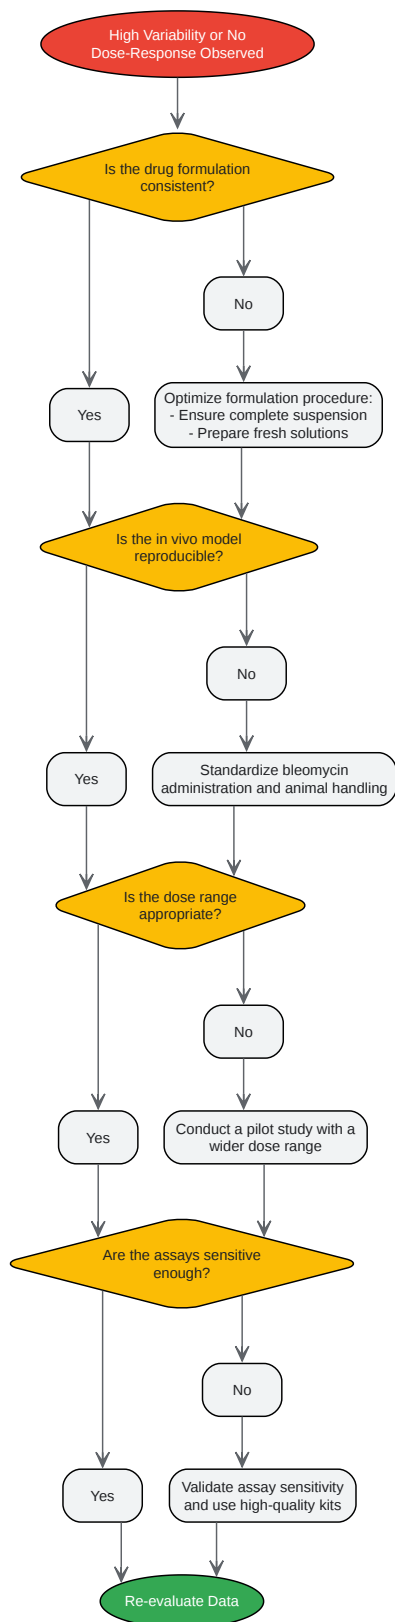 High Variability or No
Dose-Response Observed
Is the drug formulation
consistent?
No
Yes
Optimize formulation procedure:
- Ensure complete suspension
- Prepare fresh solutions
Is the in vivo model
reproducible?
No
Yes
Standardize bleomycin
administration and animal handling
Is the dose range
appropriate?
No
Yes
Conduct a pilot study with a
wider dose range
Are the assays sensitive
enough?
No
Yes
Validate assay sensitivity
and use high-quality kits
Re-evaluate Data